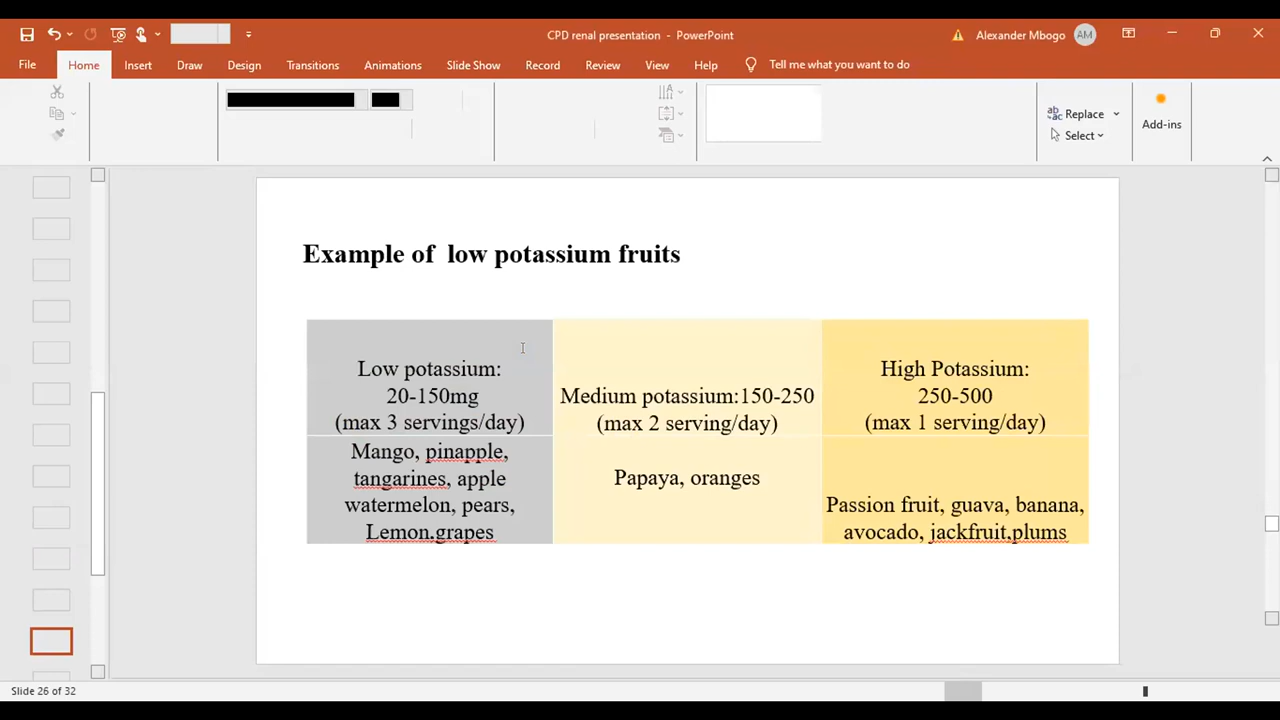 CPD renal presentation - PowerPoint
Alexander Mbogo
AM
File
Home
Insert
Draw
Design
Transitions
Animations
Slide Show
Record
Review
View
Help
Tell me what you want to do
Replace
Select
Add-ins
Example of low potassium fruits
Low potassium:
20-150mg
(max 3 servings/day)
Medium potassium:150-250
(max 2 serving/day)
High Potassium:
250-500
(max 1 serving/day)
Mango, pinapple,
tangarines, apple
watermelon, pears,
Lemon,grapes
Papaya, oranges
Passion fruit, guava, banana,
avocado, jackfruit,plums
Slide 26 of 32